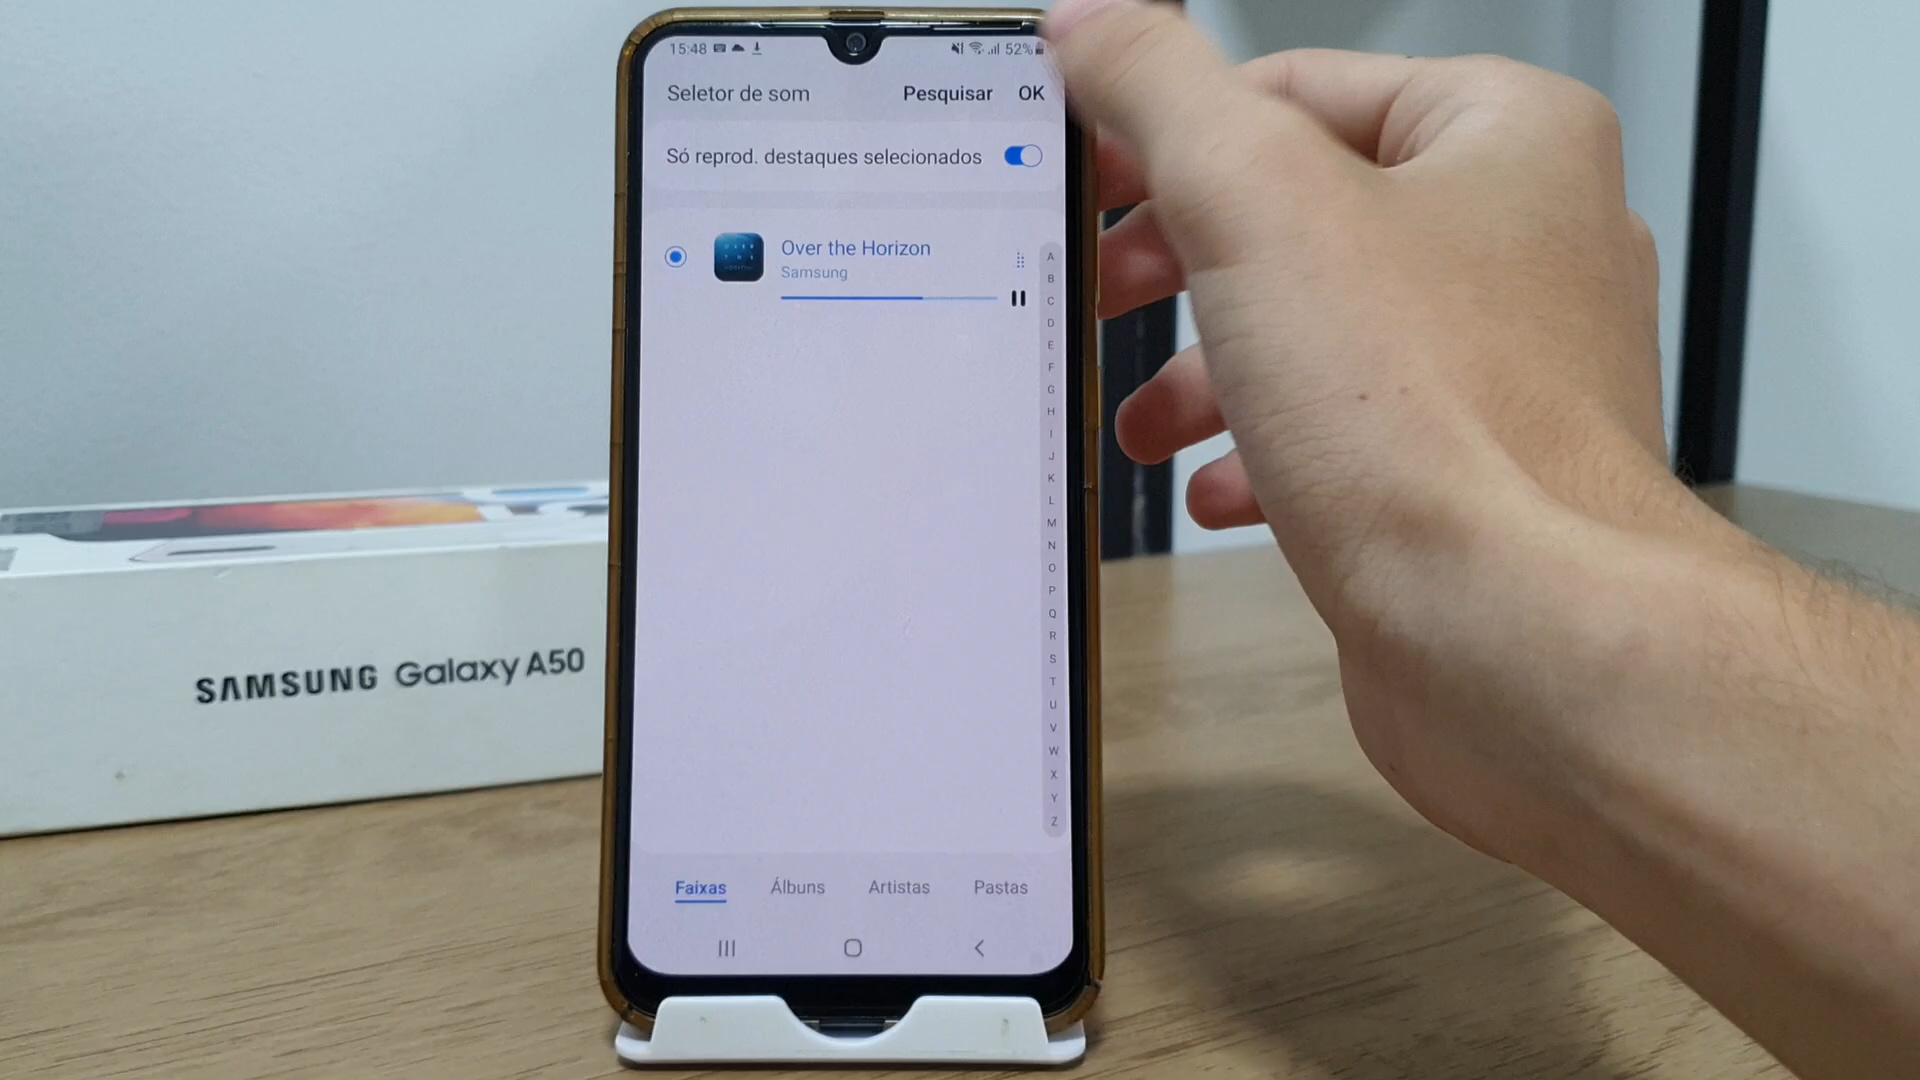 15:48 52%
Seletor de som Pesquisar OK
Só reprod. destaques selecionados
Over the Horizon
Samsung
A
B
C
D
E
F
G
H
I
J
K
L
M
N
O
P
Q
R
S
T
U
V
W
X
Y
Z
Faixas Álbuns Artistas Pastas
SAMSUNG Galaxy A50